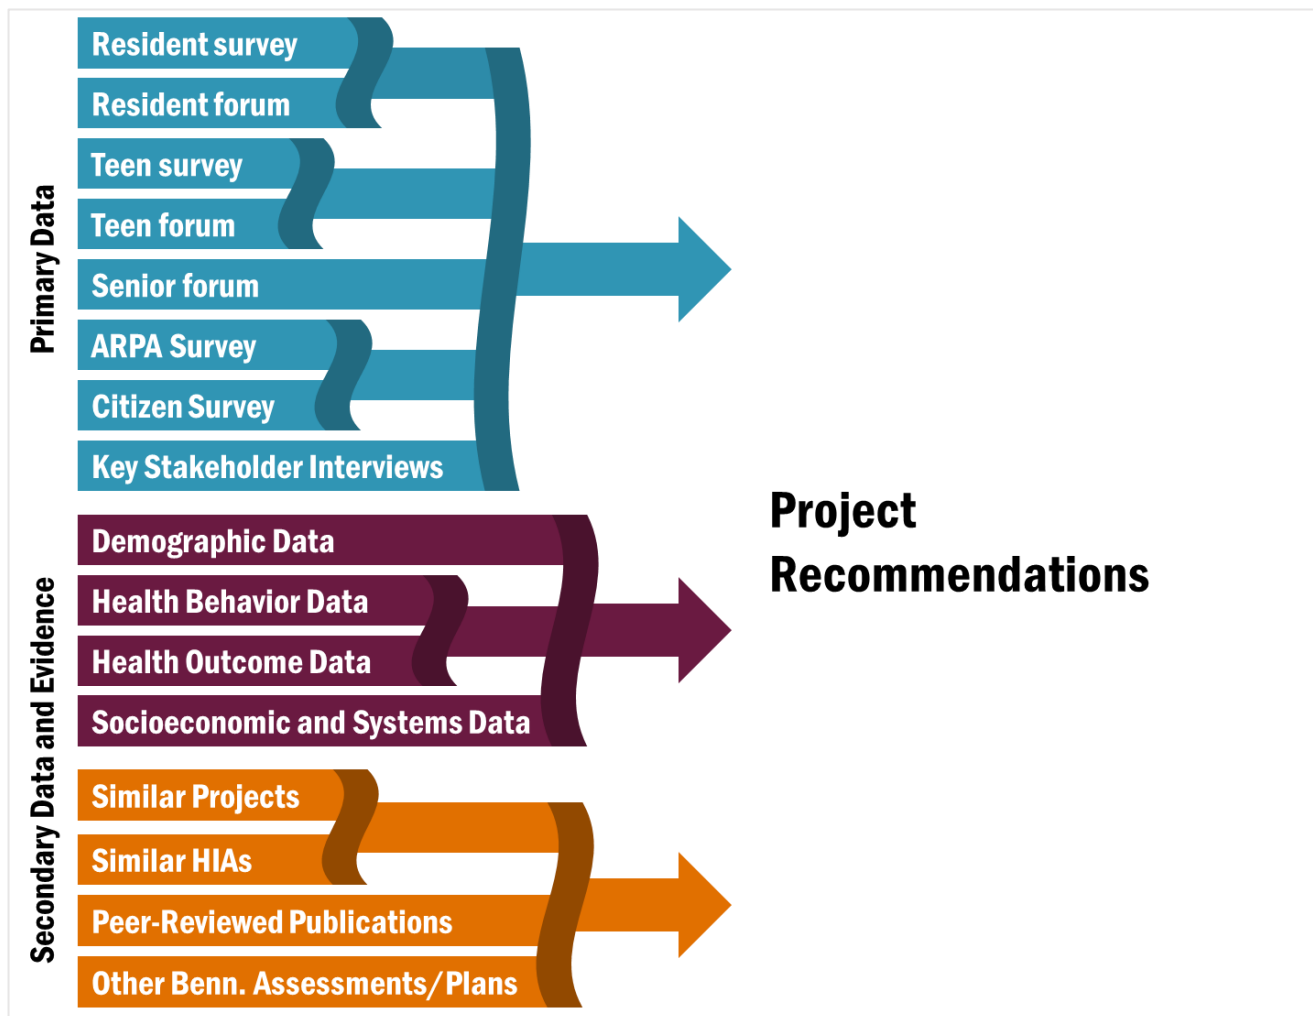 Primary Data
Resident survey
Resident forum
Teen survey
Teen forum
Senior forum
ARPA Survey
Citizen Survey
Key Stakeholder Interviews
Secondary Data and Evidence
Demographic Data
Health Behavior Data
Health Outcome Data
Socioeconomic and Systems Data
Similar Projects
Similar HIAs
Peer-Reviewed Publications
Other Benn. Assessments/Plans
Project
Recommendations